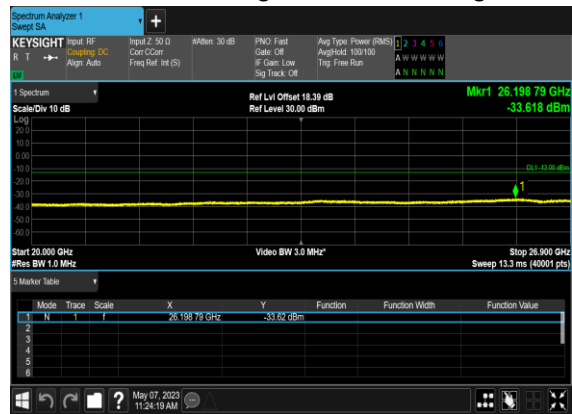 Spectrum Analyzer 1
Swept SA
+
KEYSIGHT Input: RF Input Z: 50 Ω #Atten: 30 dB PNO: Fast Avg Type: Power (RMS) 1 2 3 4 5 6
R T Coupling: DC Corr CCorr Gate: Off Avg|Hold: 100/100 A W W W W W
Align: Auto Freq Ref: Int (S) IF Gain: Low Trig: Free Run
Sig Track: Off A N N N N N
LXI
1 Spectrum Ref Lvl Offset 18.39 dB Mkr1 26.198 79 GHz
Scale/Div 10 dB Ref Level 30.00 dBm -33.618 dBm
Log
20.0
10.0
0.00
-10.0 DL1 -13.00 dBm
-20.0 1
-30.0
-40.0
-50.0
-60.0
Start 20.000 GHz Video BW 3.0 MHz* Stop 26.900 GHz
#Res BW 1.0 MHz Sweep 13.3 ms (40001 pts)
5 Marker Table
Mode Trace Scale X Y Function Function Width Function Value
1 N 1 f 26.198 79 GHz -33.62 dBm
2
3
4
5
6
? May 07, 2023
11:24:19 AM